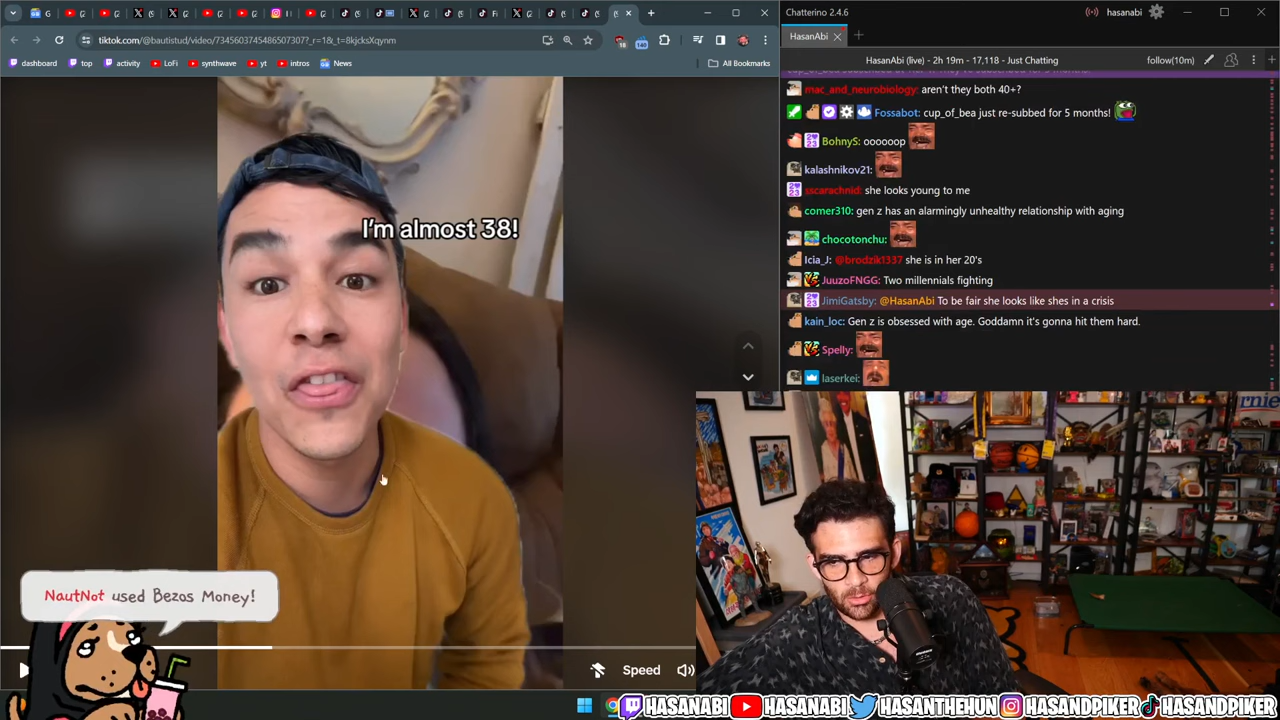 Chatterino 2.4.6
hasanabi
HasanAbi
tiktok.com/@bautistud/video/7345603745486507307?_r=1&_t=8kjcksXqynm
HasanAbi (live) - 2h 19m - 17,118 - Just Chatting
follow(10m)
dashboard
top
activity
LoFi
synthwave
yt
intros
News
All Bookmarks
mac_and_neurobiology: aren't they both 40+?
Fossabot: cup_of_bea just re-subbed for 5 months!
BohnyS: oooooop
kalashnikov21:
sscarachnid: she looks young to me
comer310: gen z has an alarmingly unhealthy relationship with aging
chocotonchu:
Icia_J: @brodzik1337 she is in her 20's
JuuzoFNGG: Two millennials fighting
JimiGatsby: @HasanAbi To be fair she looks like shes in a crisis
kain_loc: Gen z is obsessed with age. Goddamn it's gonna hit them hard.
Spelly:
laserkei:
I'm almost 38!
NautNot used Bezos Money!
Speed
HASANABI
HASANABI
HASANTHEHUN
HASANDPIKER
HASANDPIKER